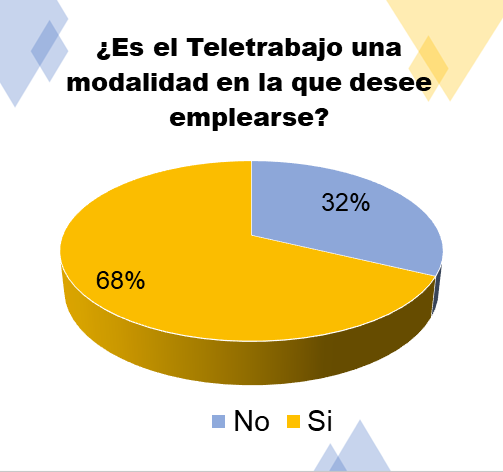 ¿Es el Teletrabajo una
modalidad en la que desee
emplearse?
32%
68%
No Si